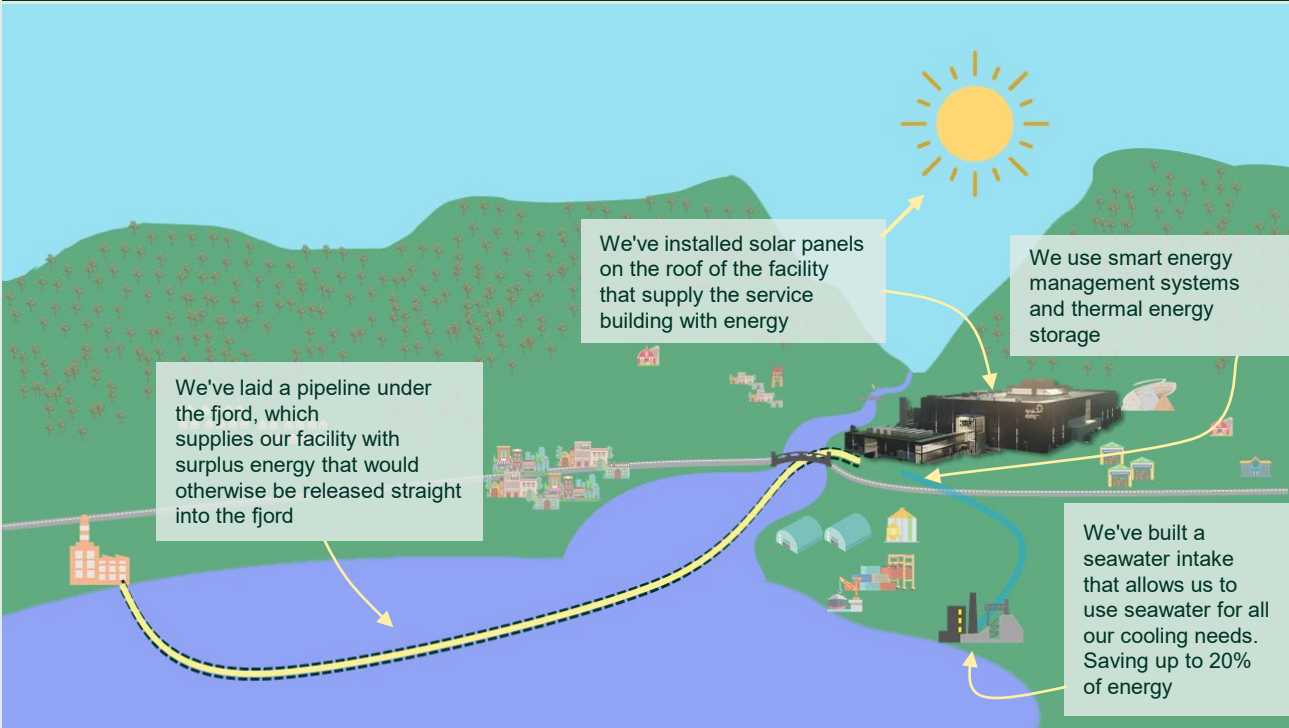 We've installed solar panels
on the roof of the facility
that supply the service
building with energy
We use smart energy
management systems
and thermal energy
storage
We've laid a pipeline under
the fjord, which
supplies our facility with
surplus energy that would
otherwise be released straight
into the fjord
We've built a
seawater intake
that allows us to
use seawater for all
our cooling needs.
Saving up to 20%
of energy